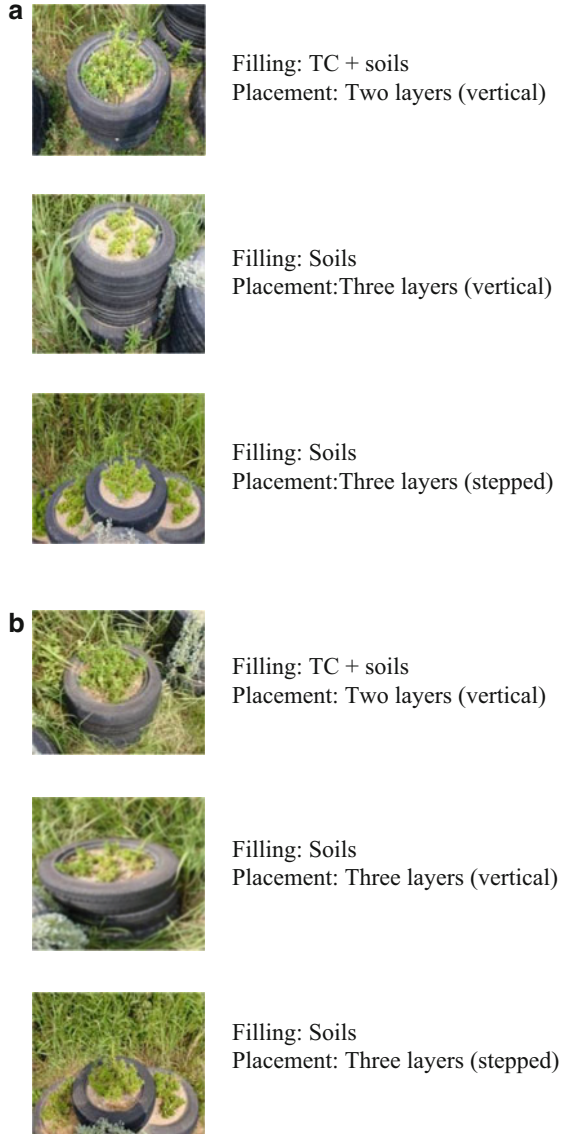 a
Filling: TC + soils
Placement: Two layers (vertical)
Filling: Soils
Placement:Three layers (vertical)
Filling: Soils
Placement:Three layers (stepped)
b
Filling: TC + soils
Placement: Two layers (vertical)
Filling: Soils
Placement: Three layers (vertical)
Filling: Soils
Placement: Three layers (stepped)